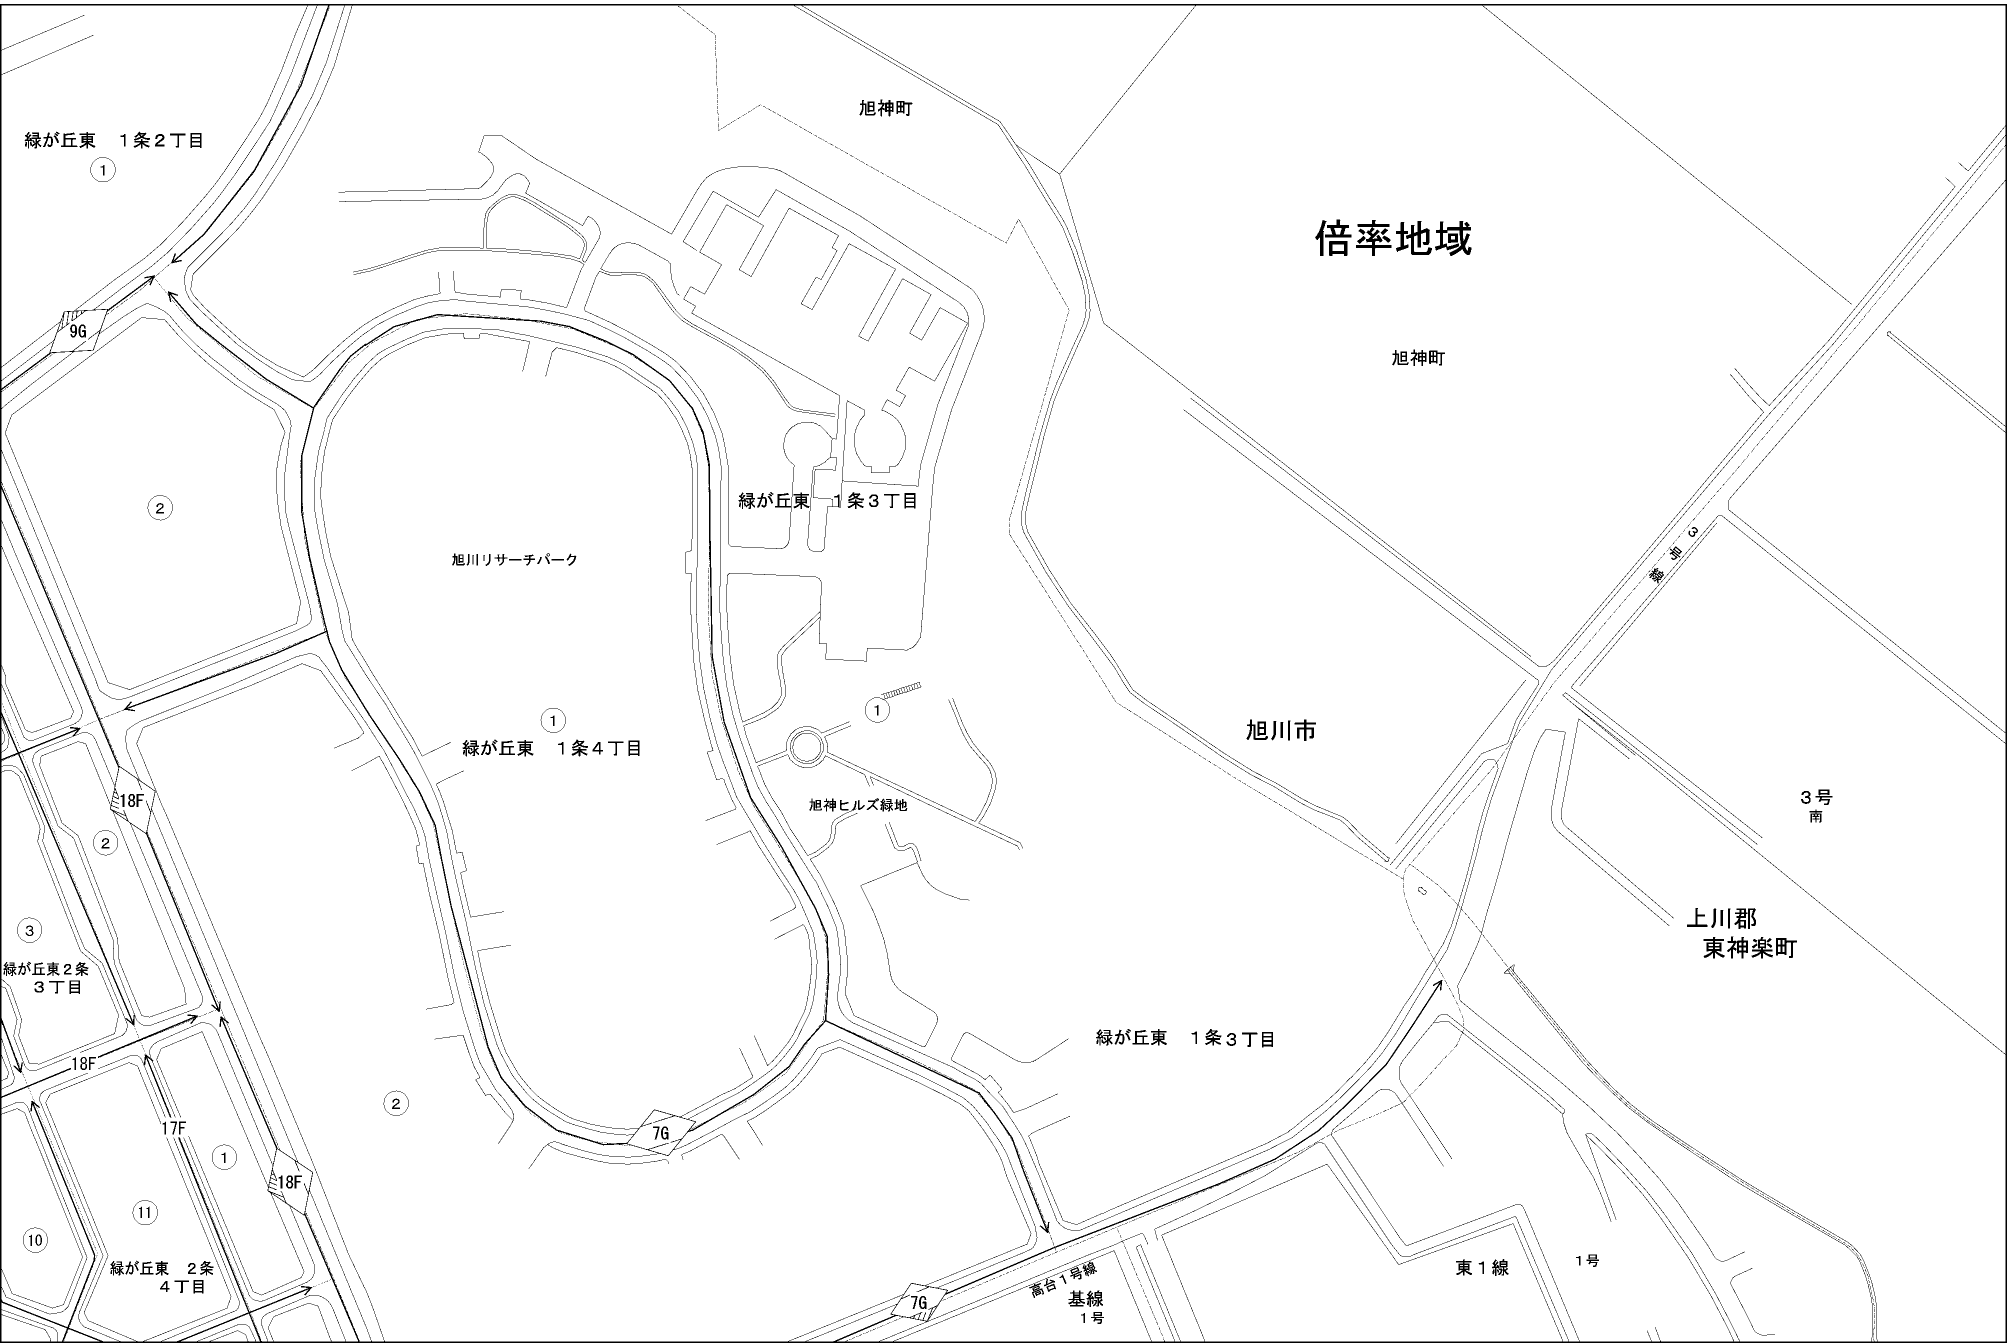 旭神町
緑が丘東　１条２丁目
1
倍率地域
9G
旭神町
2
緑が丘東　１条３丁目
３号線
旭川リサーチパーク
1
1
緑が丘東　１条４丁目
旭川市
18F
旭神ヒルズ緑地
３号
南
2
3
上川郡
東神楽町
緑が丘東２条
３丁目
緑が丘東　１条３丁目
18F
2
17F
7G
1
18F
11
10
緑が丘東　２条
４丁目
東１線
１号
高台１号線
7G
基線
１号